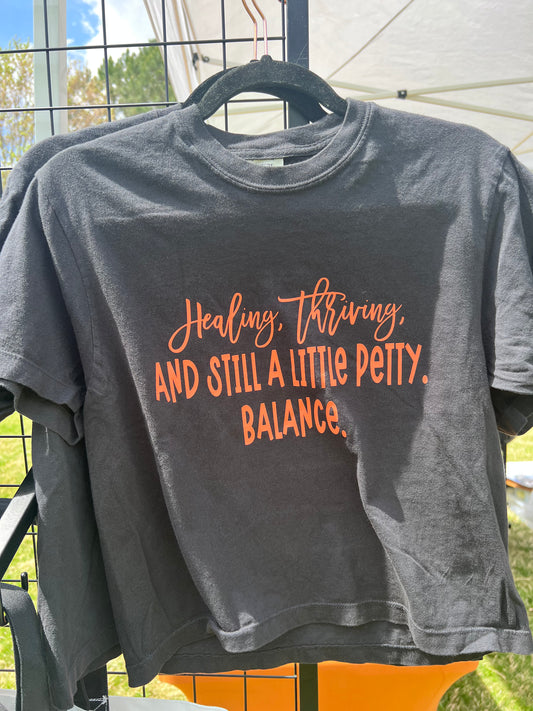 Healing, Thriving,
AND STILL A LITTLE PETTY.
BALANCE.